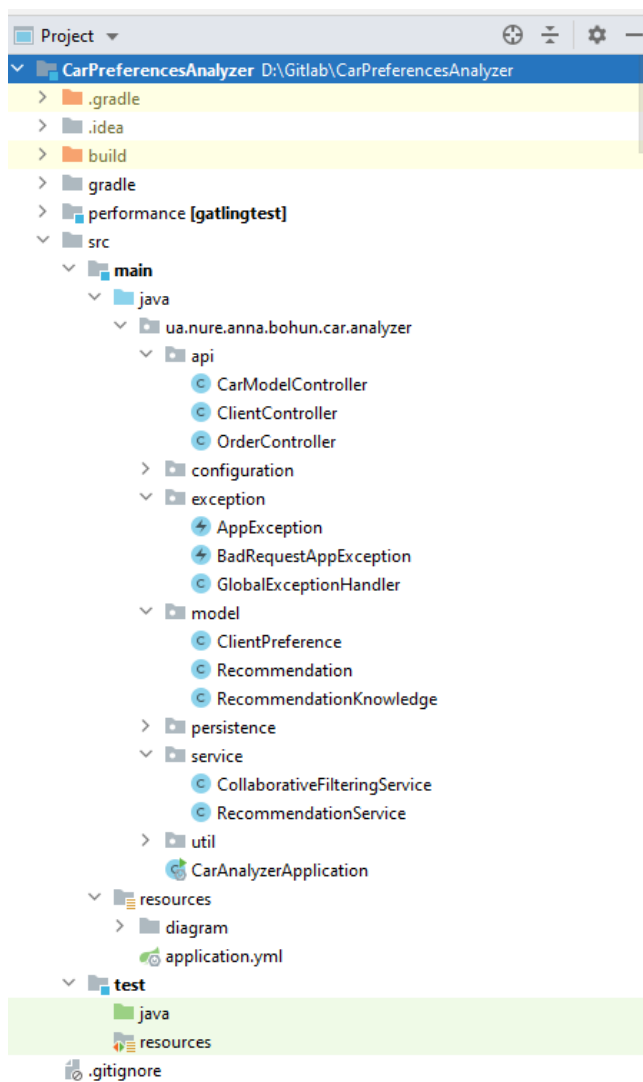 Project
CarPreferencesAnalyzer D:\Gitlab\CarPreferencesAnalyzer
.gradle
.idea
build
gradle
performance [gatlingtest]
src
main
java
ua.nure.anna.bohun.car.analyzer
api
CarModelController
ClientController
OrderController
configuration
exception
AppException
BadRequestAppException
GlobalExceptionHandler
model
ClientPreference
Recommendation
RecommendationKnowledge
persistence
service
CollaborativeFilteringService
RecommendationService
util
CarAnalyzerApplication
resources
diagram
application.yml
test
java
resources
.gitignore